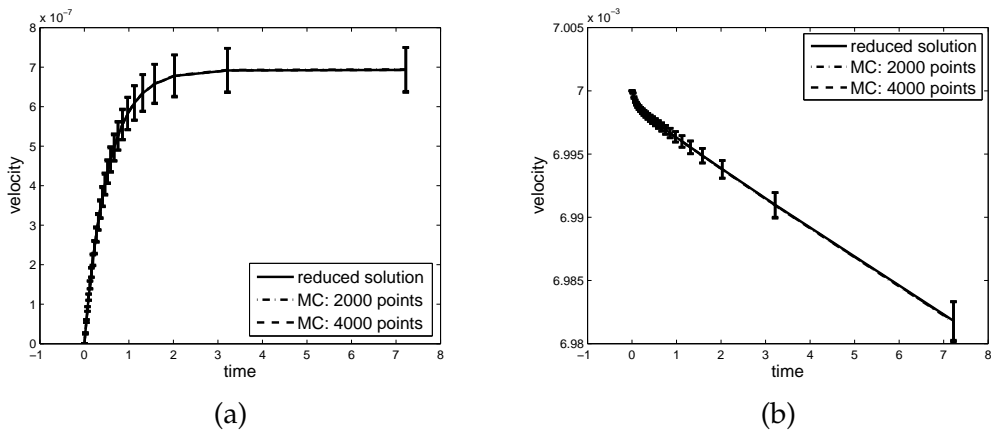 x 10⁻⁷
9
8
7
6
5
4
3
2
1
0
velocity
-1 0 1 2 3 4 5 6 7 8
time
reduced solution
MC: 2000 points
MC: 4000 points
(a)
x 10⁻³
7.005
7
6.995
6.99
6.985
6.98
velocity
-1 0 1 2 3 4 5 6 7 8
time
reduced solution
MC: 2000 points
MC: 4000 points
(b)